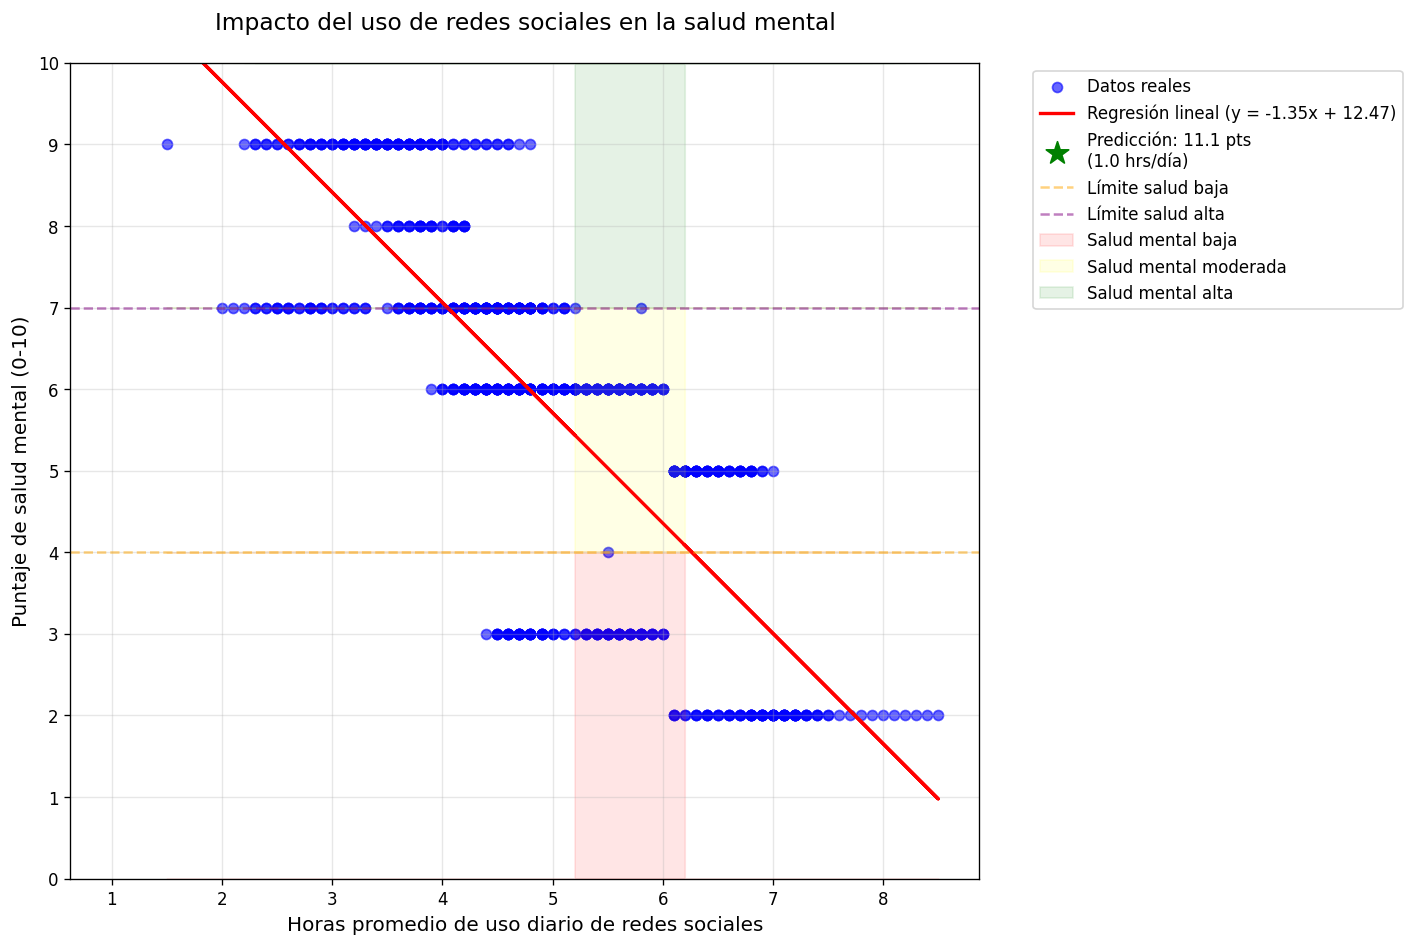 Impacto del uso de redes sociales en la salud mental
Puntaje de salud mental (0-10)
10
9
8
7
6
5
4
3
2
1
0
1 2 3 4 5 6 7 8
Horas promedio de uso diario de redes sociales
Datos reales
Regresión lineal (y = -1.35x + 12.47)
Predicción: 11.1 pts
(1.0 hrs/día)
Límite salud baja
Límite salud alta
Salud mental baja
Salud mental moderada
Salud mental alta